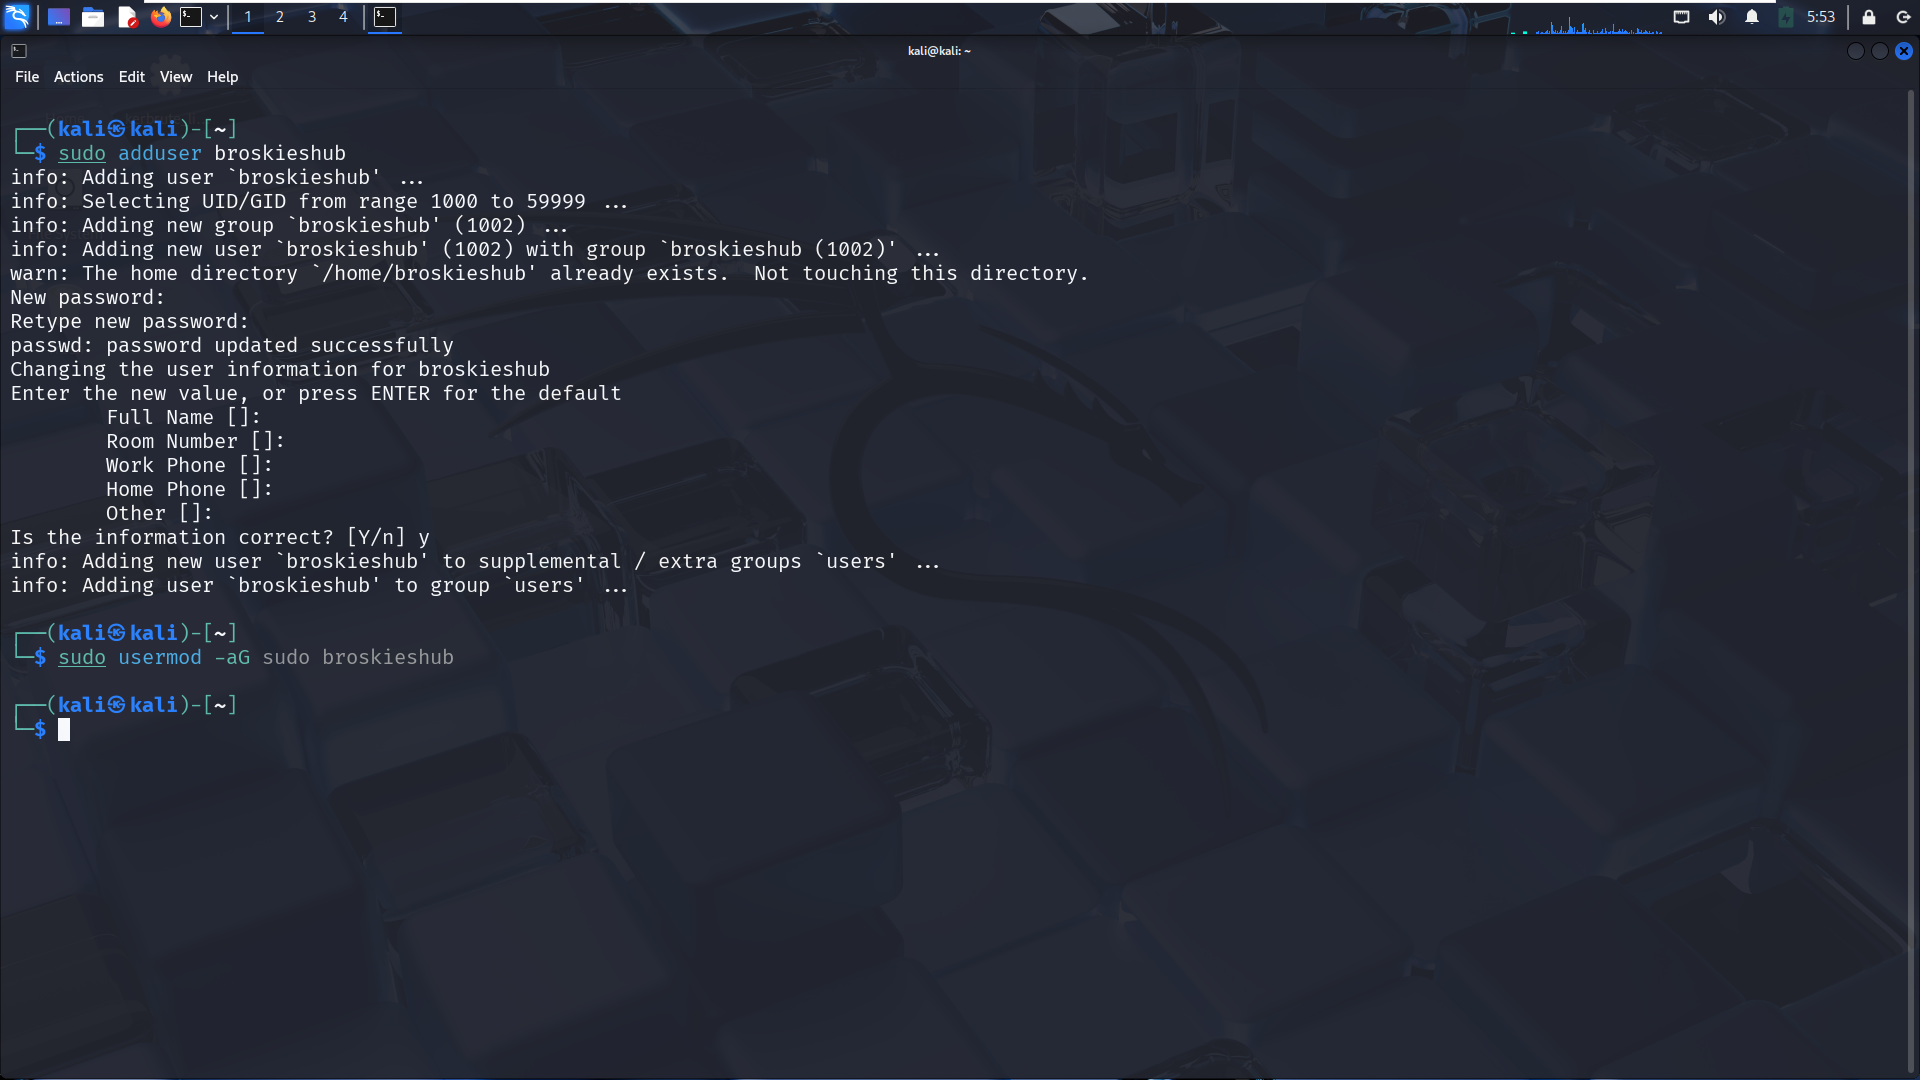 1 2 3 4 5:53
kali@kali: ~
File Actions Edit View Help
┌──(kali㉿kali)-[~]
└─$ sudo adduser broskieshub
info: Adding user `broskieshub' ...
info: Selecting UID/GID from range 1000 to 59999 ...
info: Adding new group `broskieshub' (1002) ...
info: Adding new user `broskieshub' (1002) with group `broskieshub (1002)' ...
warn: The home directory `/home/broskieshub' already exists.  Not touching this directory.
New password:
Retype new password:
passwd: password updated successfully
Changing the user information for broskieshub
Enter the new value, or press ENTER for the default
        Full Name []:
        Room Number []:
        Work Phone []:
        Home Phone []:
        Other []:
Is the information correct? [Y/n] y
info: Adding new user `broskieshub' to supplemental / extra groups `users' ...
info: Adding user `broskieshub' to group `users' ...
┌──(kali㉿kali)-[~]
└─$ sudo usermod -aG sudo broskieshub
┌──(kali㉿kali)-[~]
└─$